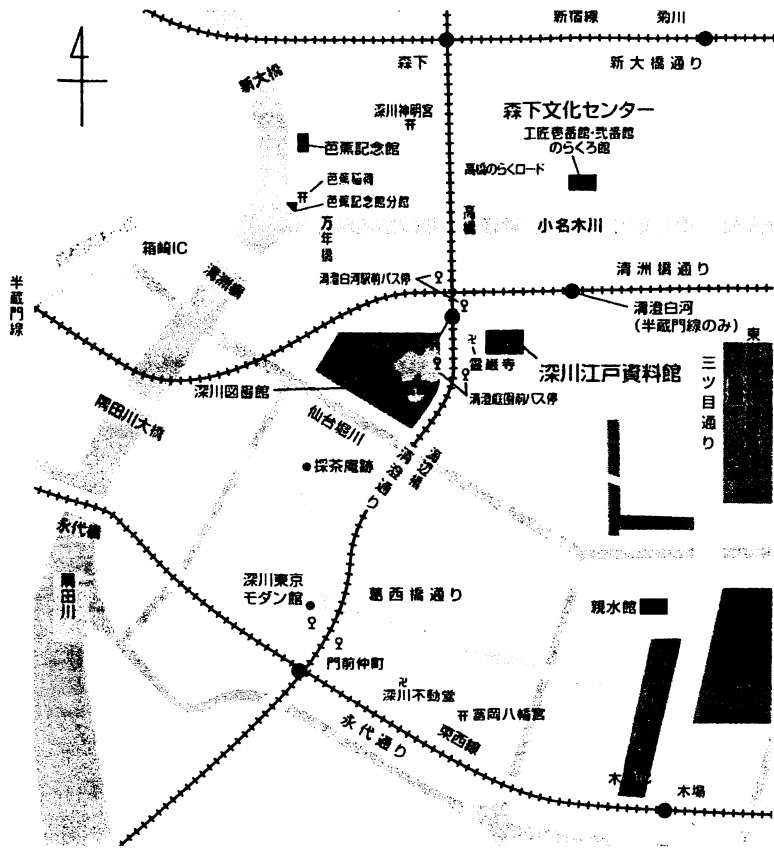 新宿線
菊川
森下
新大橋通り
新大橋
深川神明宮
森下文化センター
工匠壱番館・弐番館
のらくろ館
芭蕉記念館
高橋のらくロード
芭蕉稲荷
芭蕉記念館分館
万年橋
高橋
小名木川
箱崎IC
清洲橋
清澄白河駅前バス停
清洲橋通り
半蔵門線
清澄白河
(半蔵門線のみ)
霊巌寺
深川江戸資料館
三ツ目通り
東
深川図書館
清澄庭園前バス停
仙台堀川
隅田川大橋
採茶庵跡
海辺橋
清澄通り
永代橋
隅田川
深川東京
モダン館
葛西橋通り
親水館
門前仲町
深川不動堂
富岡八幡宮
永代通り
東西線
木場